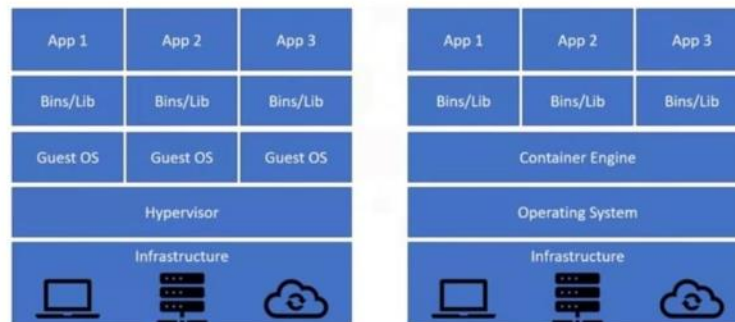 App 1 App 2 App 3
Bins/Lib Bins/Lib Bins/Lib
Guest OS Guest OS Guest OS
Hypervisor
Infrastructure
App 1 App 2 App 3
Bins/Lib Bins/Lib Bins/Lib
Container Engine
Operating System
Infrastructure